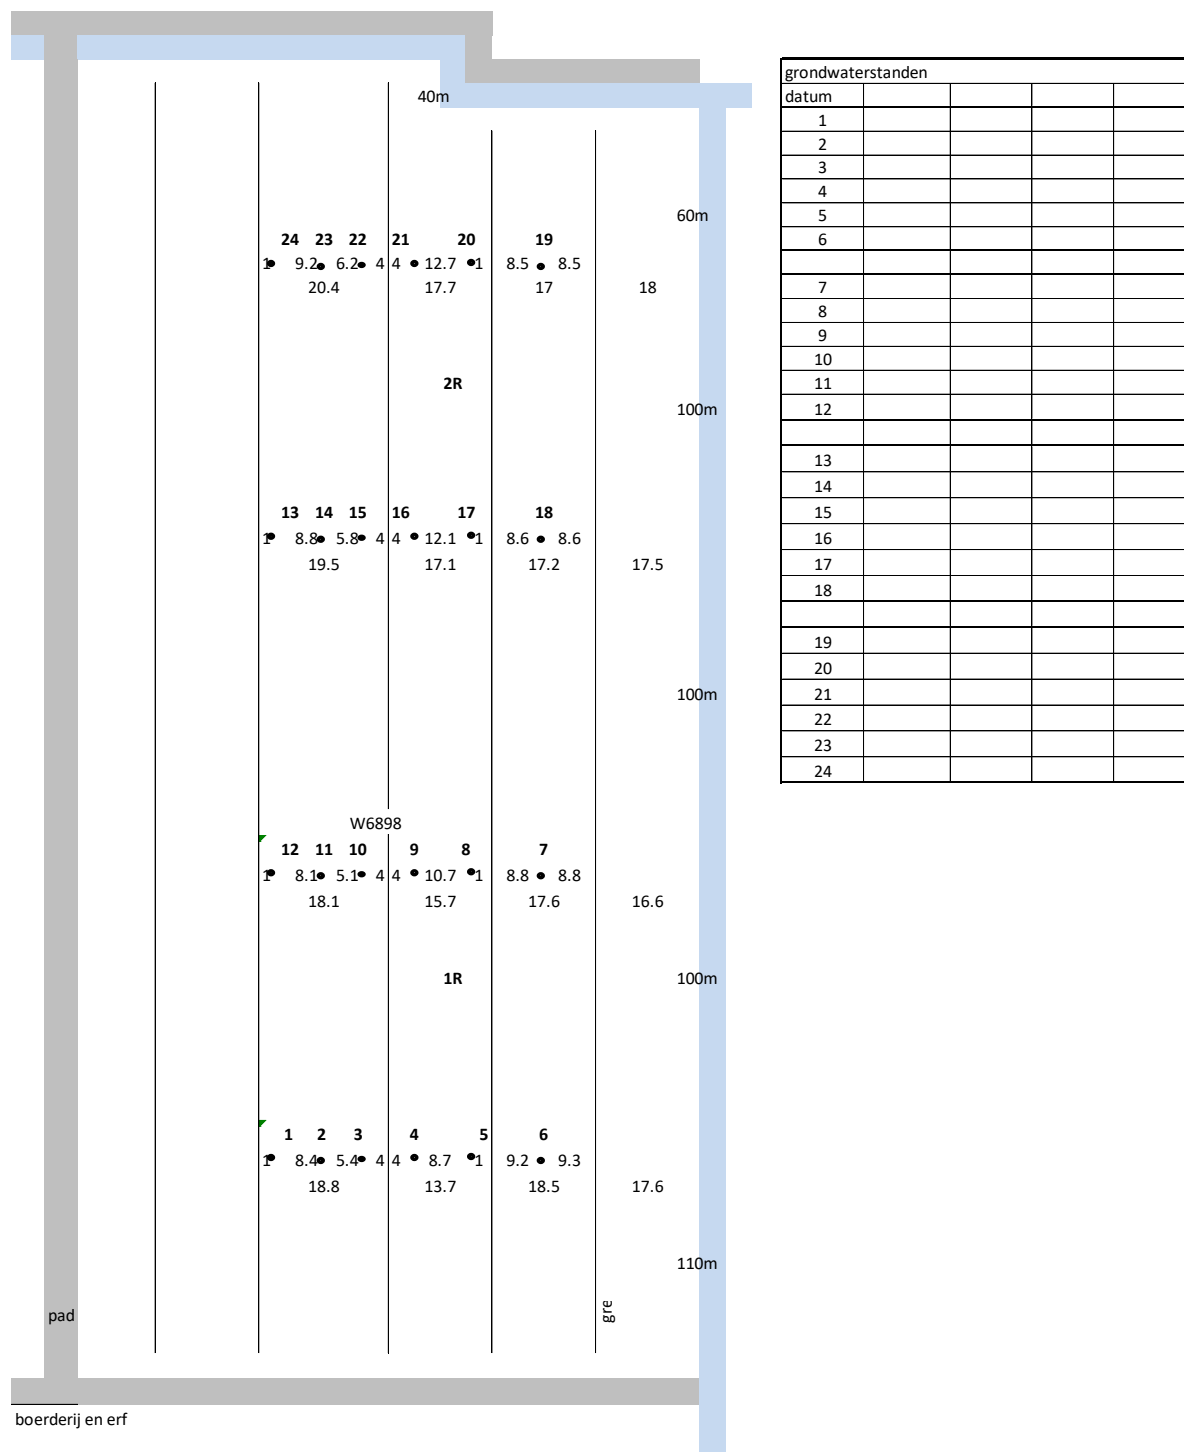 40m
60m
24 23 22 21 20 19
1 9.2 6.2 4 4 12.7 1 8.5 8.5
20.4 17.7 17 18
2R
100m
13 14 15 16 17 18
1 8.8 5.8 4 4 12.1 1 8.6 8.6
19.5 17.1 17.2 17.5
100m
W6898
12 11 10 9 8 7
1 8.1 5.1 4 4 10.7 1 8.8 8.8
18.1 15.7 17.6 16.6
1R
100m
1 2 3 4 5 6
1 8.4 5.4 4 4 8.7 1 9.2 9.3
18.8 13.7 18.5 17.6
110m
pad
gre
boerderij en erf
grondwaterstanden
datum
1
2
3
4
5
6
7
8
9
10
11
12
13
14
15
16
17
18
19
20
21
22
23
24